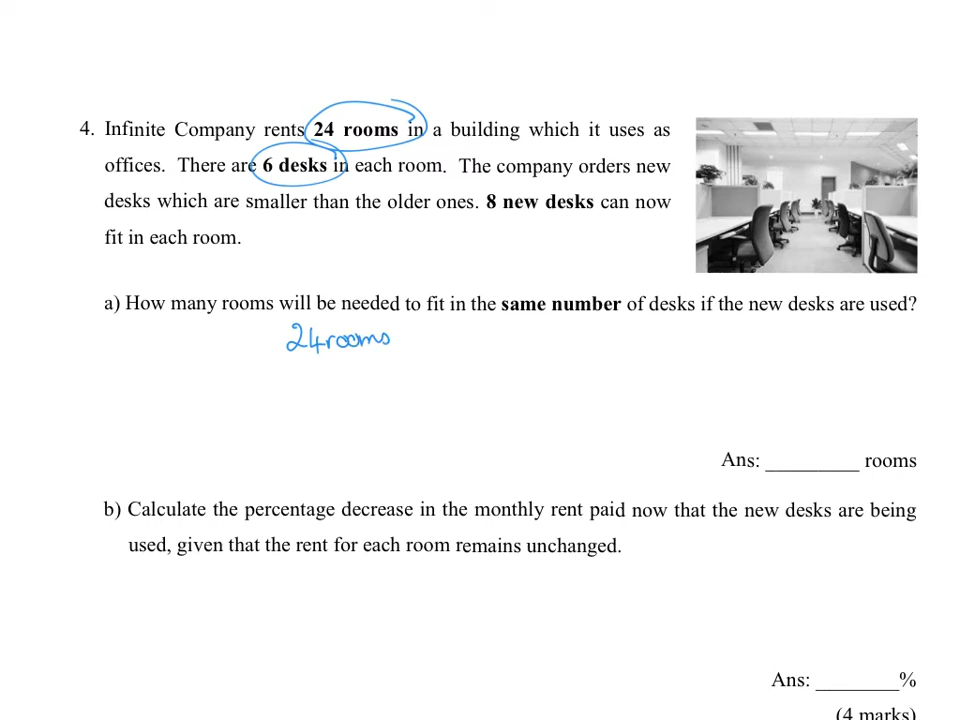 4. Infinite Company rents 24 rooms in a building which it uses as
offices. There are 6 desks in each room. The company orders new
desks which are smaller than the older ones. 8 new desks can now
fit in each room.
a) How many rooms will be needed to fit in the same number of desks if the new desks are used?
24 rooms
Ans: ________ rooms
b) Calculate the percentage decrease in the monthly rent paid now that the new desks are being
used, given that the rent for each room remains unchanged.
Ans: ________%
(4 marks)